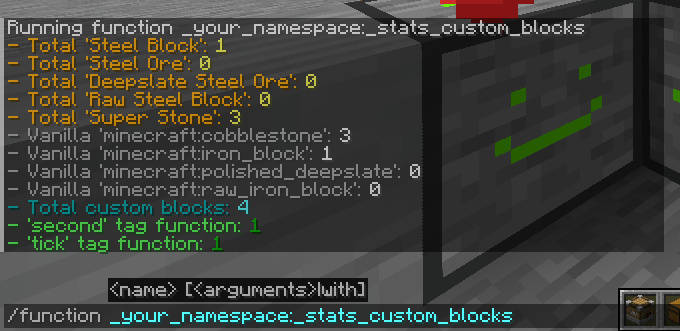 Running function _your_namespace:_stats_custom_blocks
- Total 'Steel Block': 1
- Total 'Steel Ore': 0
- Total 'Deepslate Steel Ore': 0
- Total 'Raw Steel Block': 0
- Total 'Super Stone': 3
- Vanilla 'minecraft:cobblestone': 3
- Vanilla 'minecraft:iron_block': 1
- Vanilla 'minecraft:polished_deepslate': 0
- Vanilla 'minecraft:raw_iron_block': 0
- Total custom blocks: 4
- 'second' tag function: 1
- 'tick' tag function: 1
<name> [<arguments>|with]
/function _your_namespace:_stats_custom_blocks